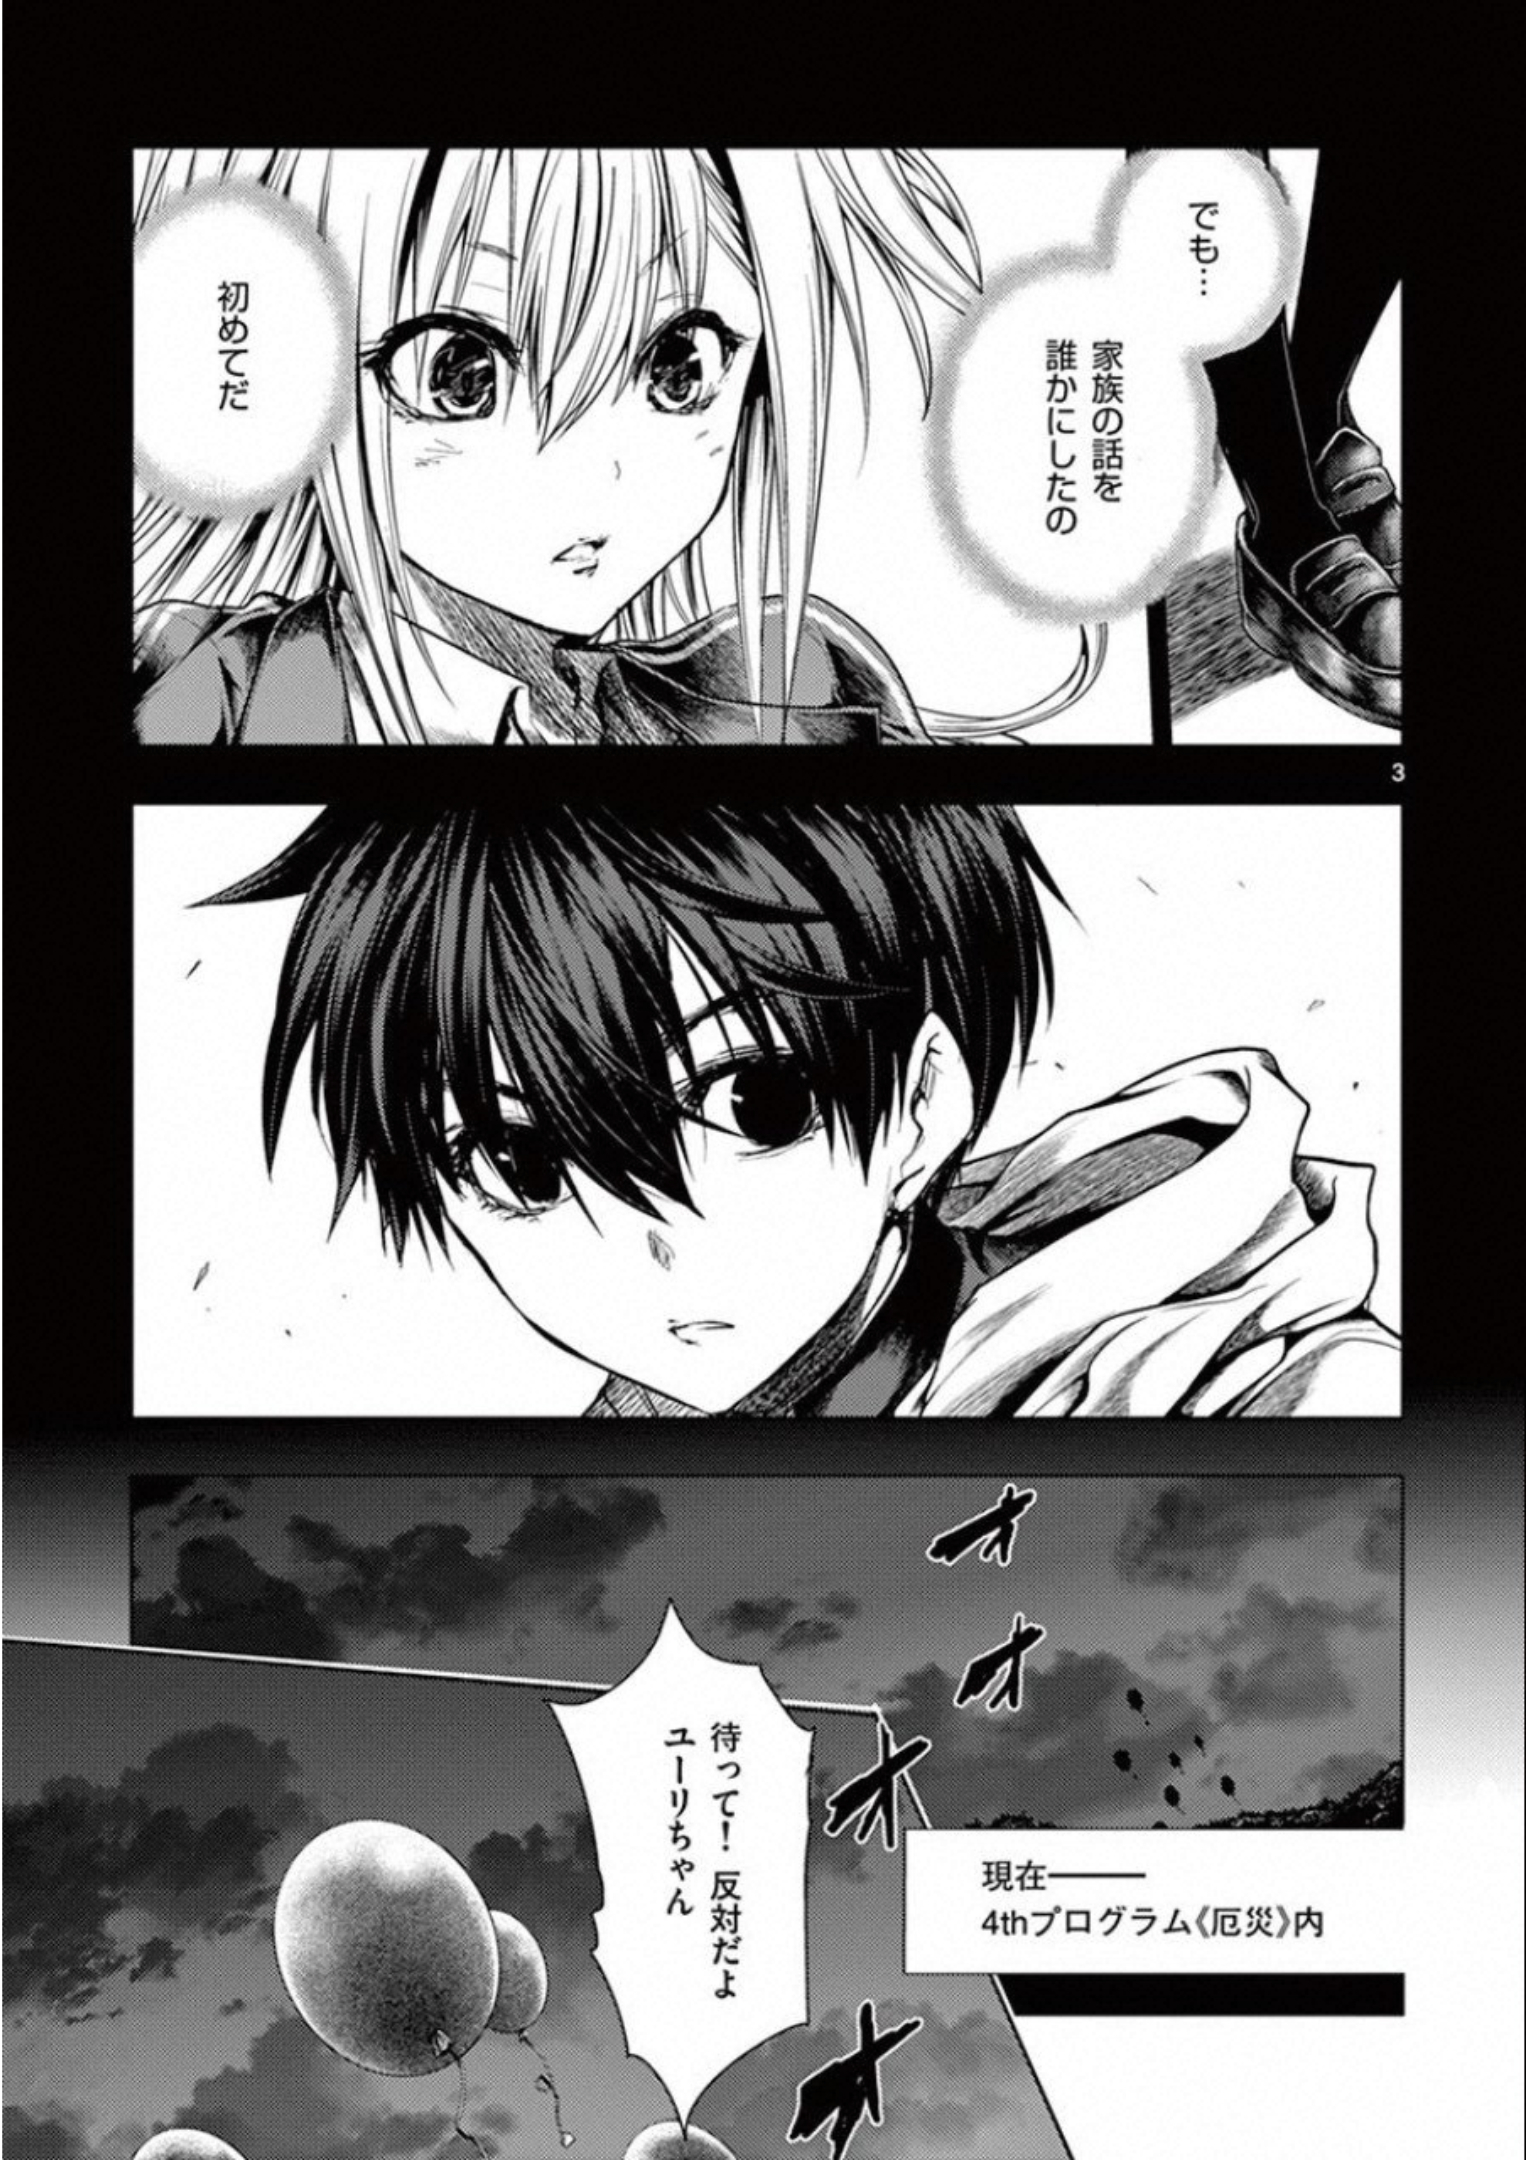 でも…
家族の話を
誰かにしたの
初めてだ
3
オ
オ
オ
オ
現在———
4thプログラム《厄災》内
待って！反対だよ
ユーリちゃん